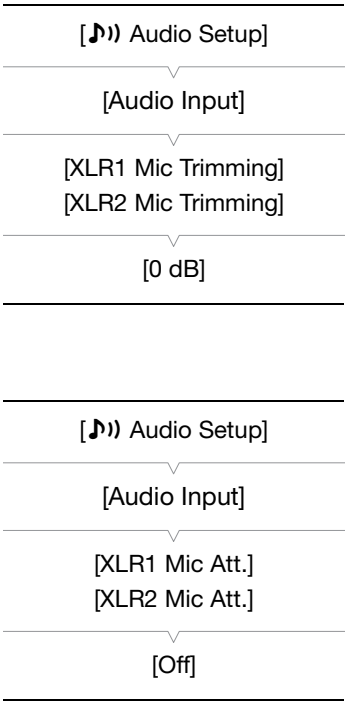 [♪)) Audio Setup]
[Audio Input]
[XLR1 Mic Trimming]
[XLR2 Mic Trimming]
[0 dB]
[♪)) Audio Setup]
[Audio Input]
[XLR1 Mic Att.]
[XLR2 Mic Att.]
[Off]